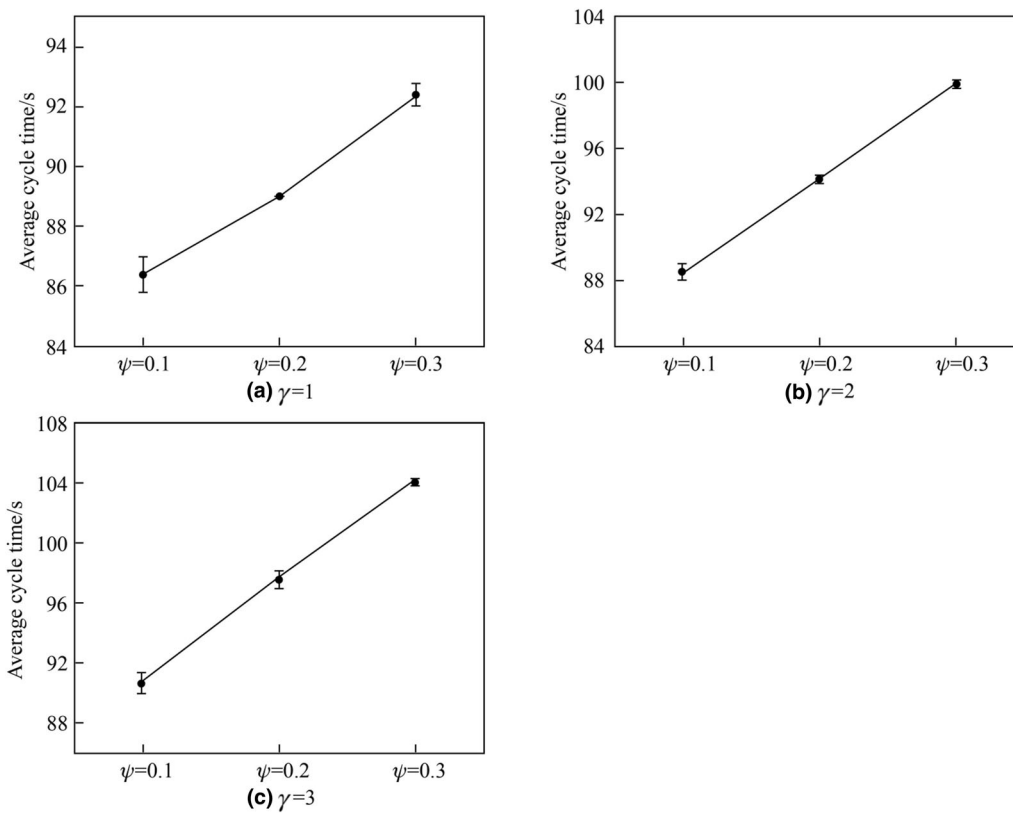 Average cycle time/s
94
92
90
88
86
84
ψ=0.1 ψ=0.2 ψ=0.3
(a) γ=1
Average cycle time/s
104
100
96
92
88
84
ψ=0.1 ψ=0.2 ψ=0.3
(b) γ=2
Average cycle time/s
108
104
100
96
92
88
ψ=0.1 ψ=0.2 ψ=0.3
(c) γ=3